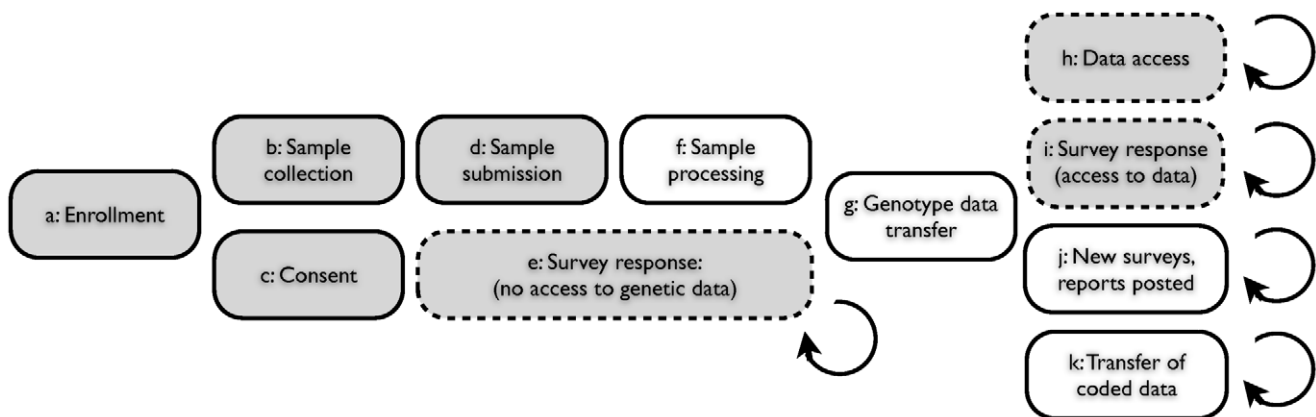 a: Enrollment
b: Sample
collection
c: Consent
d: Sample
submission
e: Survey response:
(no access to genetic data)
f: Sample
processing
g: Genotype data
transfer
h: Data access
i: Survey response
(access to data)
j: New surveys,
reports posted
k: Transfer of
coded data